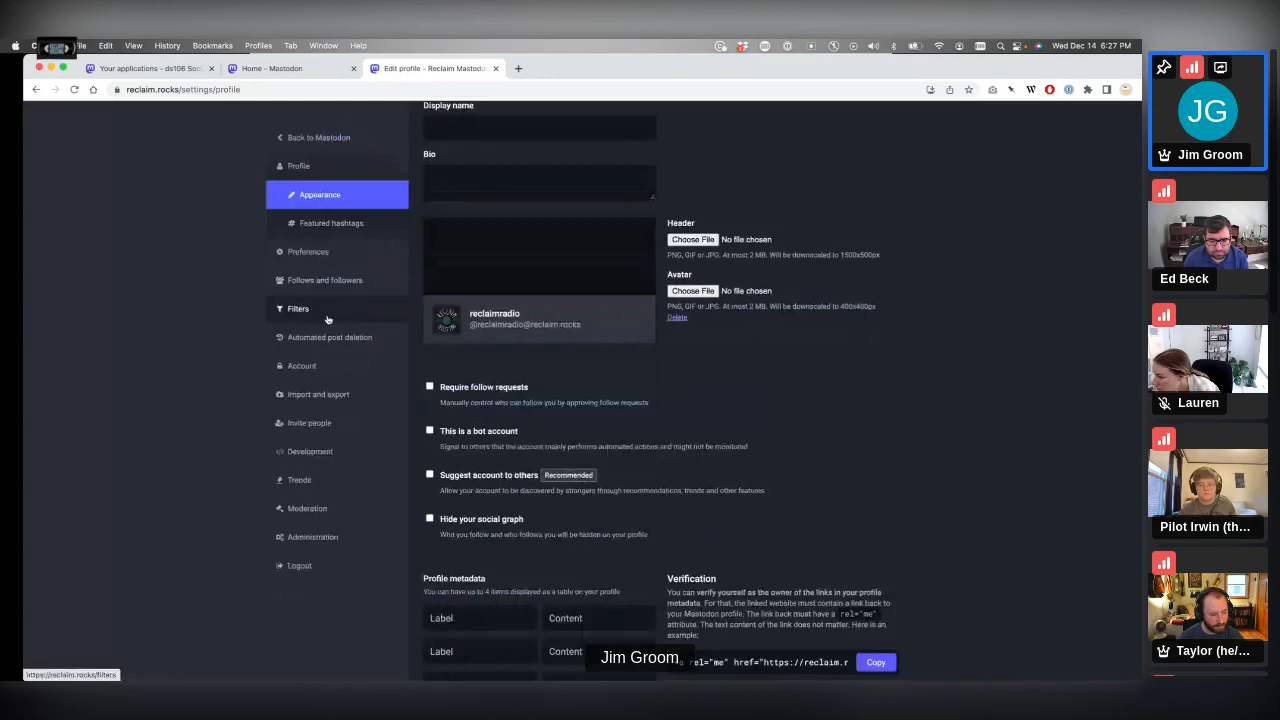 File Edit View History Bookmarks Profiles Tab Window Help
Wed Dec 14 6:27 PM
Your applications - ds106 Soci
Home - Mastodon
Edit profile - Reclaim Mastodon
reclaim.rocks/settings/profile
Back to Mastodon
Profile
Appearance
Featured hashtags
Preferences
Follows and followers
Filters
Automated post deletion
Account
Import and export
Invite people
Development
Trends
Moderation
Administration
Logout
Display name
Bio
Header
Choose File No file chosen
PNG, GIF or JPG. At most 2 MB. Will be downscaled to 1500x500px
Avatar
Choose File No file chosen
PNG, GIF or JPG. At most 2 MB. Will be downscaled to 400x400px
Delete
reclaimradio
@reclaimradio@reclaim.rocks
Require follow requests
Manually control who can follow you by approving follow requests
This is a bot account
Signal to others that the account mainly performs automated actions and might not be monitored
Suggest account to others Recommended
Allow your account to be discovered by strangers through recommendations, trends and other features
Hide your social graph
Who you follow and who follows you will be hidden on your profile
Profile metadata
You can have up to 4 items displayed as a table on your profile
Label Content
Label Content
Verification
You can verify yourself as the owner of the links in your profile
metadata. For that, the linked website must contain a link back to
your Mastodon profile. The link back must have a rel="me"
attribute. The text content of the link does not matter. Here is an
example:
rel="me" href="https://reclaim.r
Copy
Jim Groom
https://reclaim.rocks/filters
JG
Jim Groom
Ed Beck
Lauren
Pilot Irwin (th...
Taylor (he/...